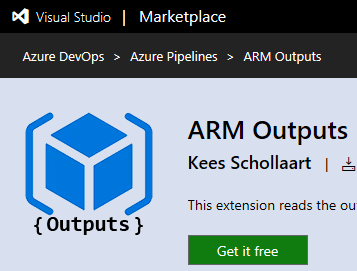 Visual Studio | Marketplace
Azure DevOps > Azure Pipelines > ARM Outputs
ARM Outputs
Kees Schollaart |
{Outputs}
This extension reads the
Get it free